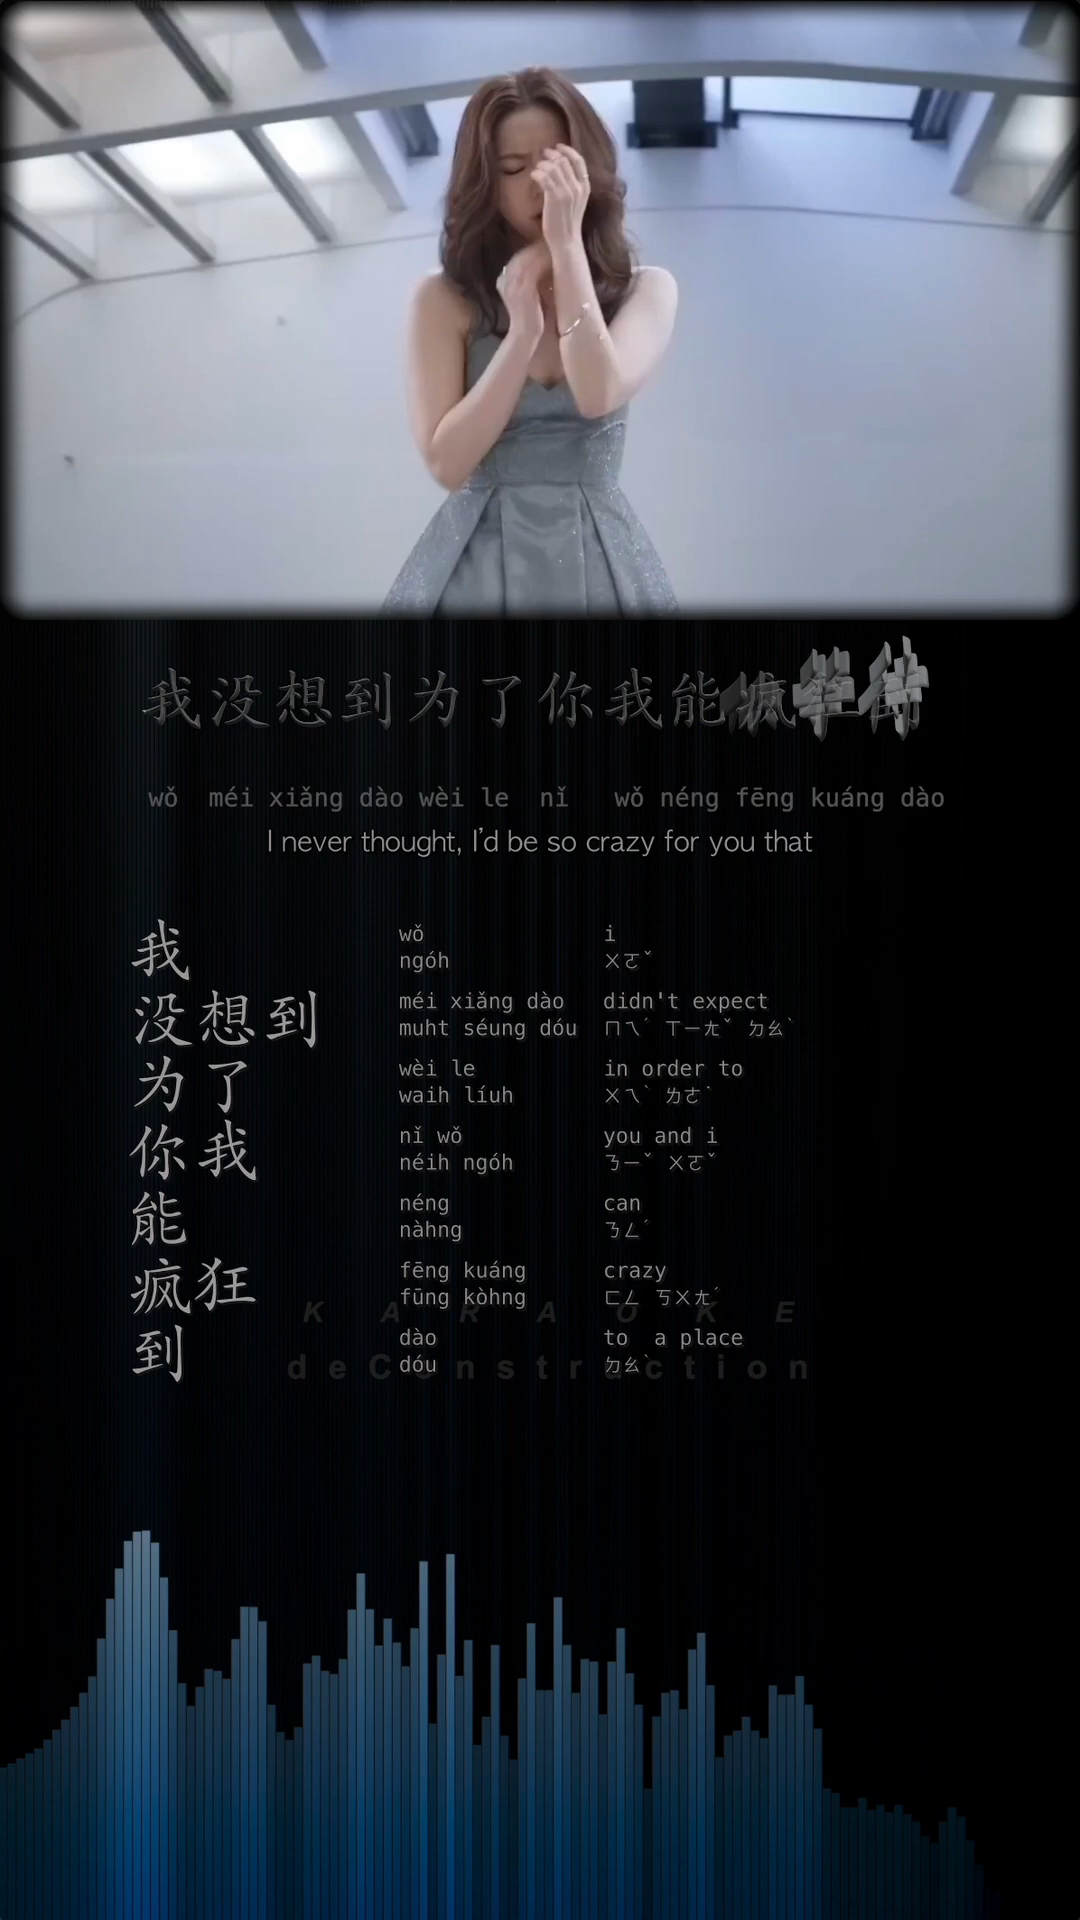 我没想到为了你我能疯狂到
wǒ méi xiǎng dào wèi le nǐ wǒ néng fēng kuáng dào
I never thought, I'd be so crazy for you that
我 wǒ i
ngóh ㄨㄛˇ
没想到 méi xiǎng dào didn't expect
muht séung dóu ㄇㄟˊ ㄒㄧㄤˇ ㄉㄠˋ
为了 wèi le in order to
waih líuh ㄨㄟˋ ㄌㄜ˙
你我 nǐ wǒ you and i
néih ngóh ㄋㄧˇ ㄨㄛˇ
能 néng can
nàhng ㄋㄥˊ
疯狂 fēng kuáng crazy
fūng kòhng ㄈㄥ ㄎㄨㄤˊ
KARAOKE
到 dào to a place
dóu ㄉㄠˋ
deConstruction